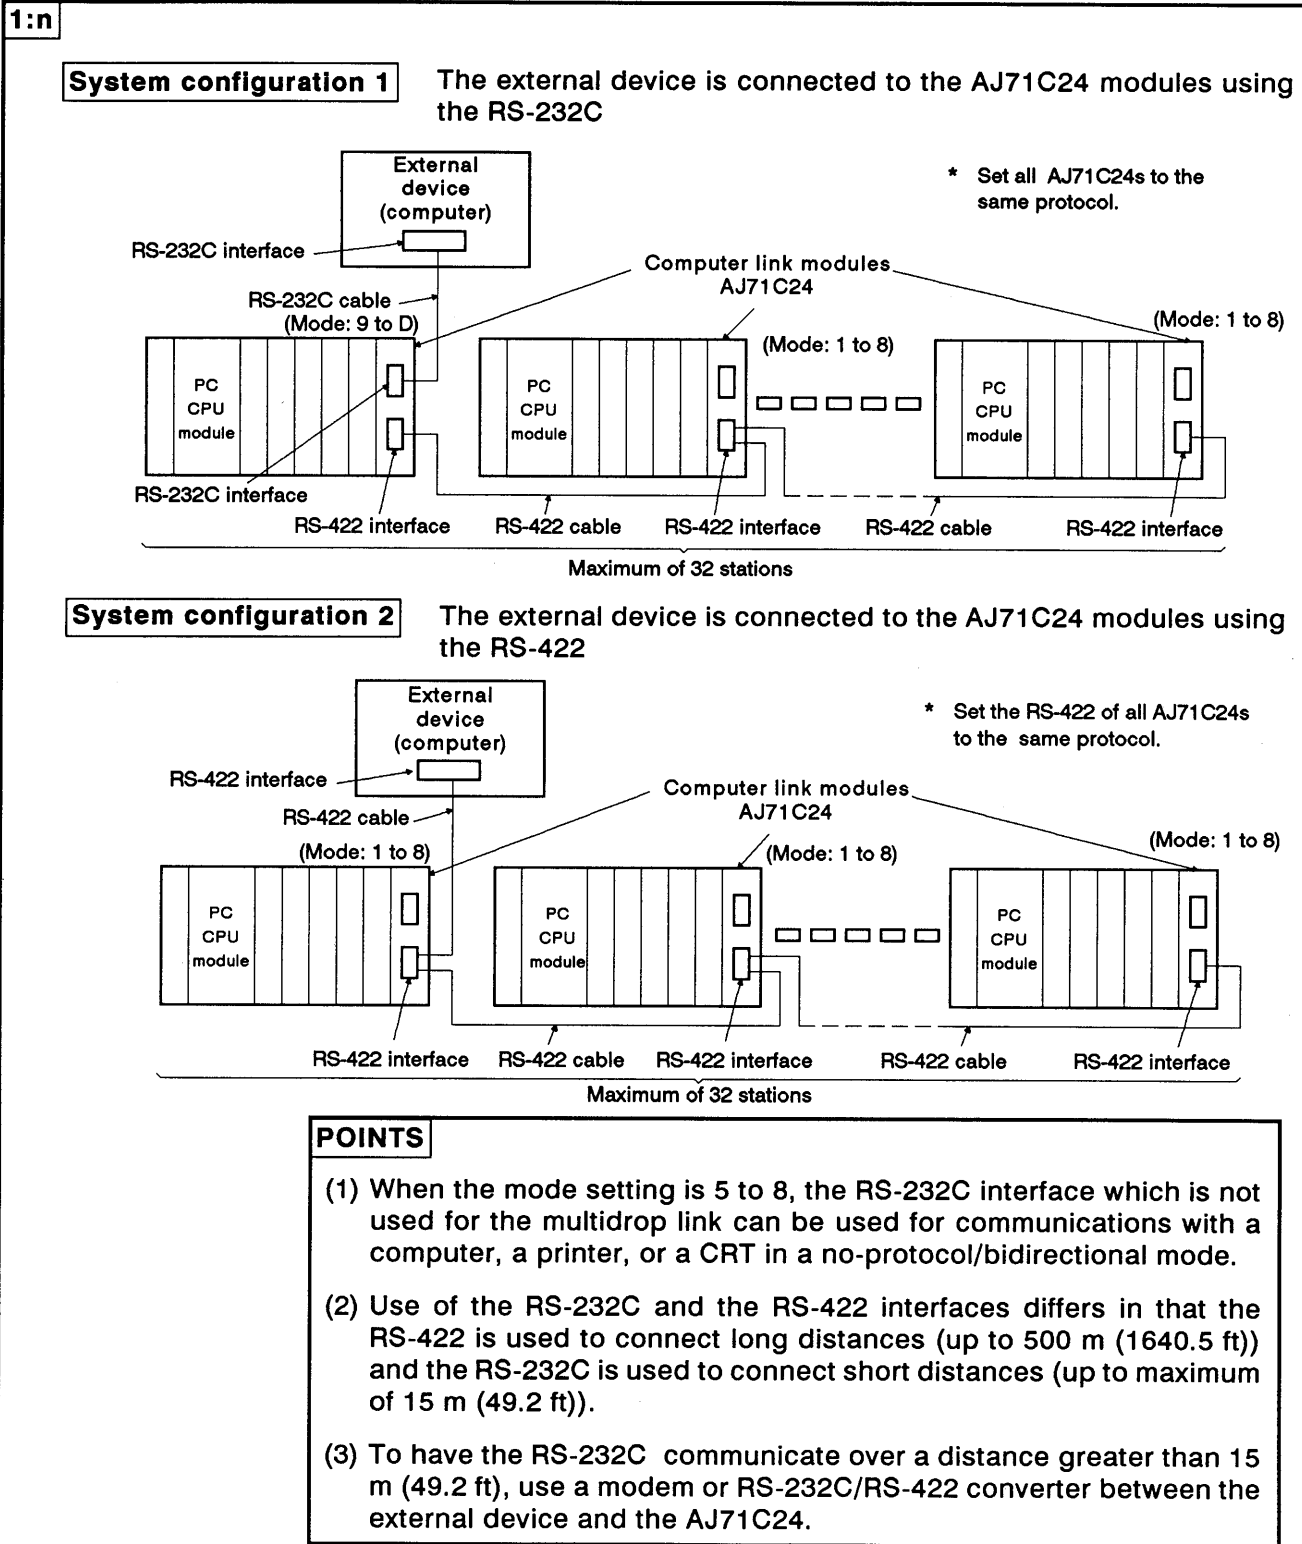 1:n
System configuration 1
The external device is connected to the AJ71C24 modules using
the RS-232C
External
device
(computer)
* Set all AJ71C24s to the
same protocol.
RS-232C interface
Computer link modules
AJ71C24
RS-232C cable
(Mode: 9 to D)
(Mode: 1 to 8)
(Mode: 1 to 8)
PC
CPU
module
PC
CPU
module
PC
CPU
module
RS-232C interface
RS-422 interface
RS-422 cable
RS-422 interface
RS-422 cable
RS-422 interface
Maximum of 32 stations
System configuration 2
The external device is connected to the AJ71C24 modules using
the RS-422
External
device
(computer)
* Set the RS-422 of all AJ71C24s
to the same protocol.
RS-422 interface
Computer link modules
AJ71C24
RS-422 cable
(Mode: 1 to 8)
(Mode: 1 to 8)
(Mode: 1 to 8)
PC
CPU
module
PC
CPU
module
PC
CPU
module
RS-422 interface
RS-422 cable
RS-422 interface
RS-422 cable
RS-422 interface
Maximum of 32 stations
POINTS
(1) When the mode setting is 5 to 8, the RS-232C interface which is not
used for the multidrop link can be used for communications with a
computer, a printer, or a CRT in a no-protocol/bidirectional mode.
(2) Use of the RS-232C and the RS-422 interfaces differs in that the
RS-422 is used to connect long distances (up to 500 m (1640.5 ft))
and the RS-232C is used to connect short distances (up to maximum
of 15 m (49.2 ft)).
(3) To have the RS-232C communicate over a distance greater than 15
m (49.2 ft), use a modem or RS-232C/RS-422 converter between the
external device and the AJ71C24.